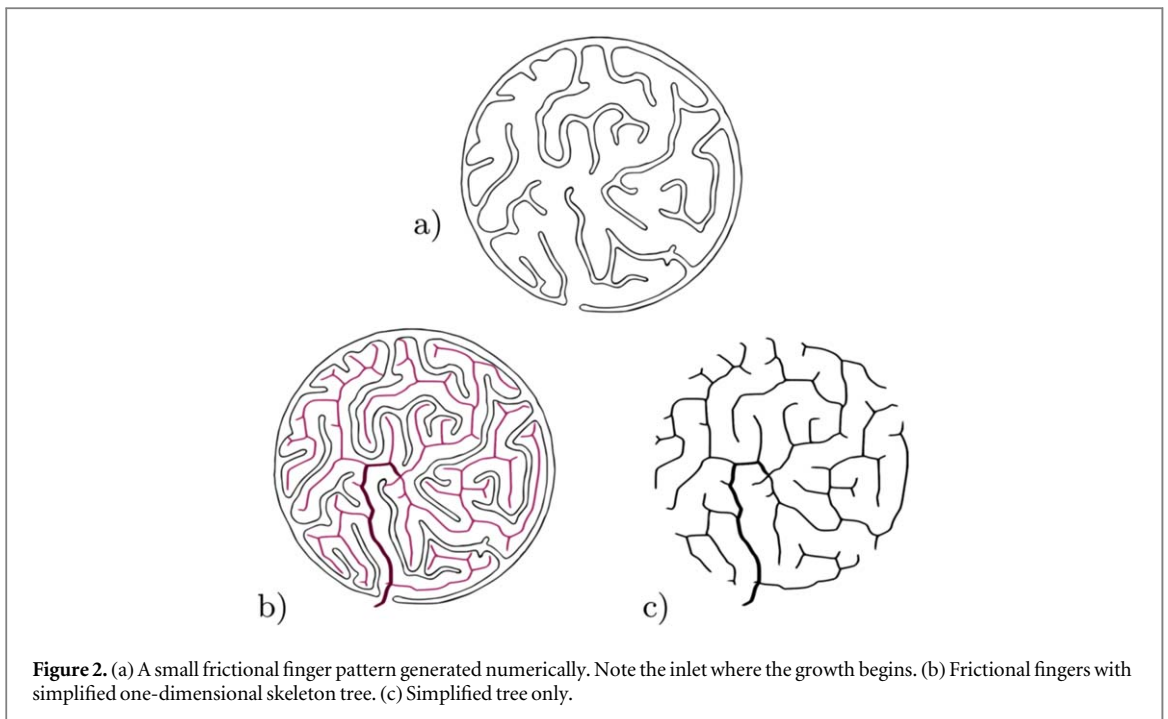 a)
b)
c)
Figure 2. (a) A small frictional finger pattern generated numerically. Note the inlet where the growth begins. (b) Frictional fingers with
simplified one-dimensional skeleton tree. (c) Simplified tree only.